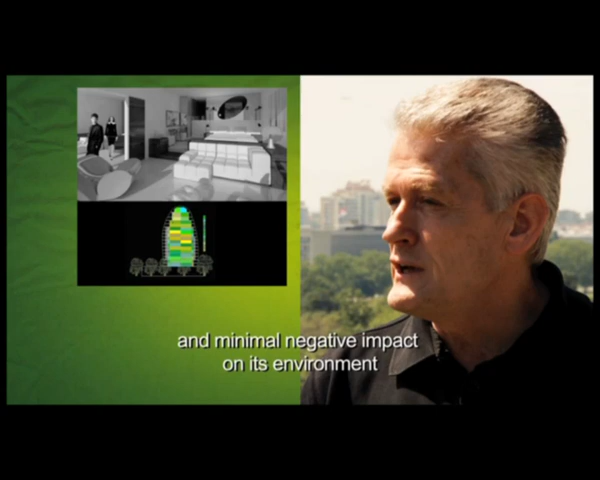 and minimal negative impact
on its environment